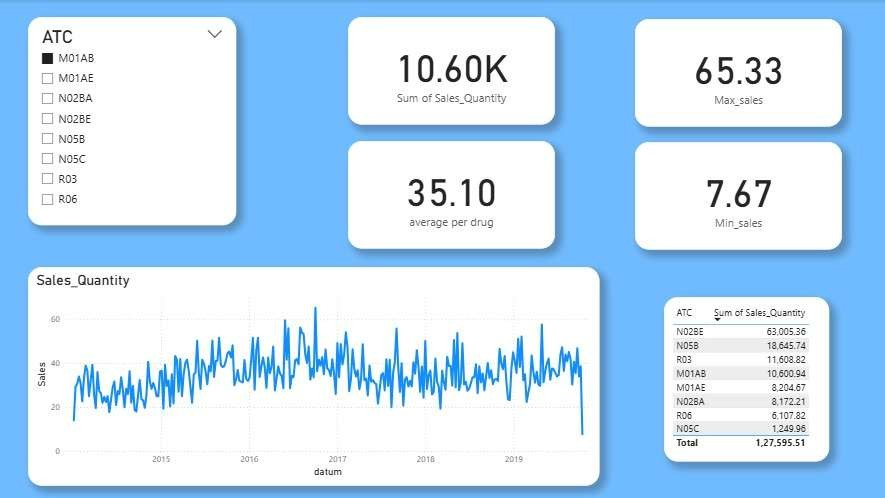 ATC
M01AB
M01AE
N02BA
N02BE
N05B
N05C
R03
R06
10.60K
Sum of Sales_Quantity
65.33
Max_sales
35.10
average per drug
7.67
Min_sales
Sales_Quantity
Sales
60
40
20
0
2015 2016 2017 2018 2019
datum
ATC Sum of Sales_Quantity
N02BE 63,005.36
N05B 18,645.74
R03 11,608.82
M01AB 10,600.94
M01AE 8,204.67
N02BA 8,172.21
R06 6,107.82
N05C 1,249.96
Total 1,27,595.51